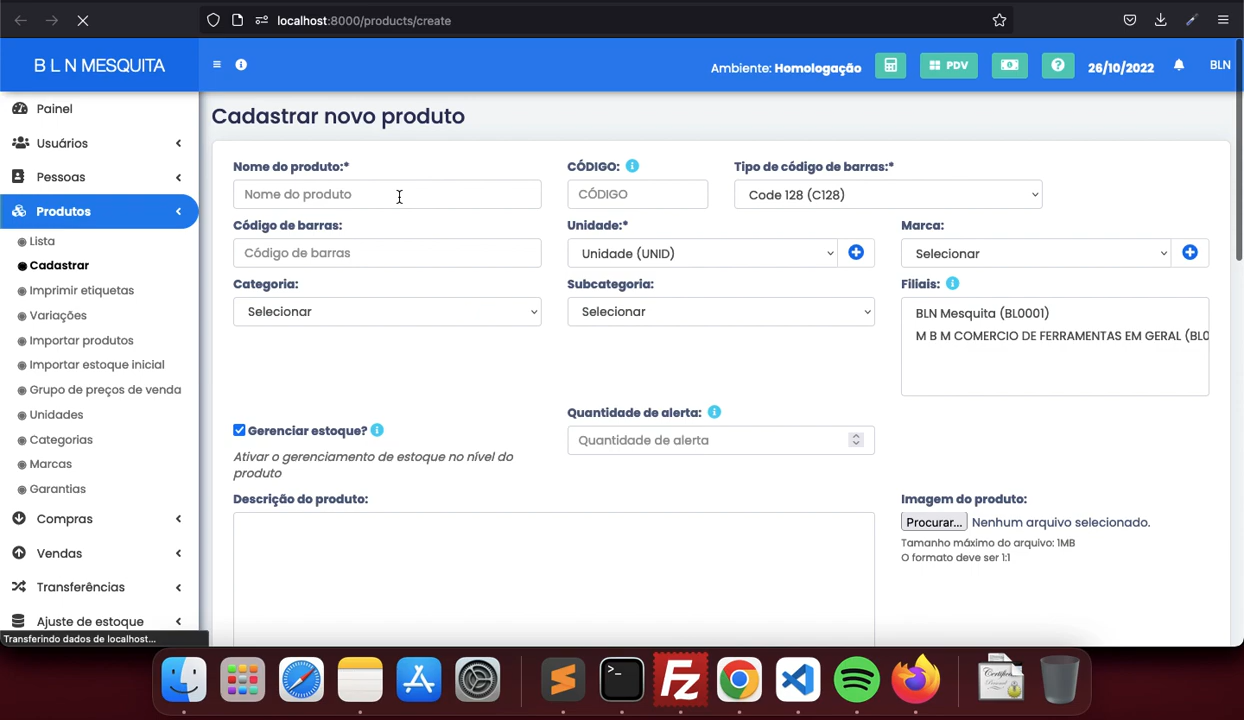 localhost:8000/products/create
B L N MESQUITA
Ambiente: Homologação
PDV
26/10/2022
BLN
Painel
Usuários
Pessoas
Produtos
Lista
Cadastrar
Imprimir etiquetas
Variações
Importar produtos
Importar estoque inicial
Grupo de preços de venda
Unidades
Categorias
Marcas
Garantias
Compras
Vendas
Transferências
Ajuste de estoque
Transferindo dados de localhost...
Cadastrar novo produto
Nome do produto:*
Nome do produto
CÓDIGO:
CÓDIGO
Tipo de código de barras:*
Code 128 (C128)
Código de barras:
Código de barras
Unidade:*
Unidade (UNID)
Marca:
Selecionar
Categoria:
Selecionar
Subcategoria:
Selecionar
Filiais:
BLN Mesquita (BL0001)
M B M COMERCIO DE FERRAMENTAS EM GERAL (BL0
Gerenciar estoque?
Ativar o gerenciamento de estoque no nível do
produto
Quantidade de alerta:
Quantidade de alerta
Descrição do produto:
Imagem do produto:
Procurar... Nenhum arquivo selecionado.
Tamanho máximo do arquivo: 1MB
O formato deve ser 1:1